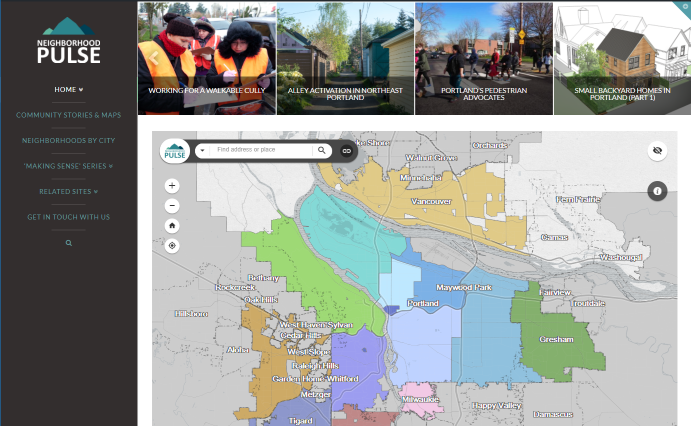 NEIGHBORHOOD
PULSE
HOME
COMMUNITY STORIES & MAPS
NEIGHBORHOODS BY CITY
'MAKING SENSE' SERIES
RELATED SITES
GET IN TOUCH WITH US
WORKING FOR A WALKABLE CULLY
ALLEY ACTIVATION IN NORTHEAST
PORTLAND
PORTLAND'S PEDESTRIAN
ADVOCATES
SMALL BACKYARD HOMES IN
PORTLAND (PART 1)
PULSE
Find address or place
Lake Shore
Walnut Grove
Orchards
Minnehaha
Vancouver
Fern Prairie
Camas
Washougal
Bethany
Rockcreek
Oak Hills
Hillsboro
Maywood Park
Portland
Fairview
Troutdale
West Haven-Sylvan
Cedar Hills
Gresham
Aloha
West Slope
Raleigh Hills
Garden Home-Whitford
Metzger
Milwaukie
Happy Valley
Damascus
Tigard